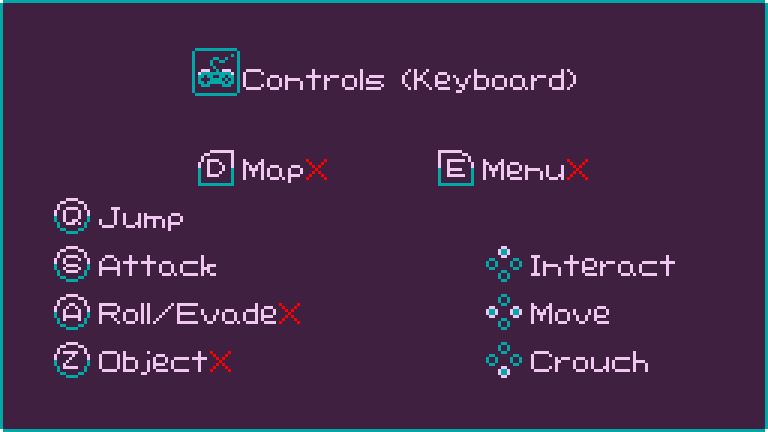 Controls (Keyboard)
D Map X E Menu X
Q Jump
S Attack Interact
A Roll/Evade X Move
Z Object X Crouch